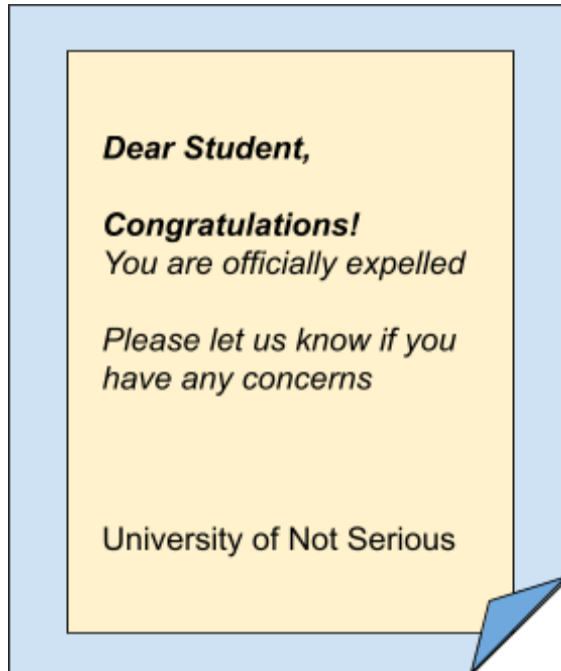 Dear Student,
Congratulations!
You are officially expelled
Please let us know if you
have any concerns
University of Not Serious